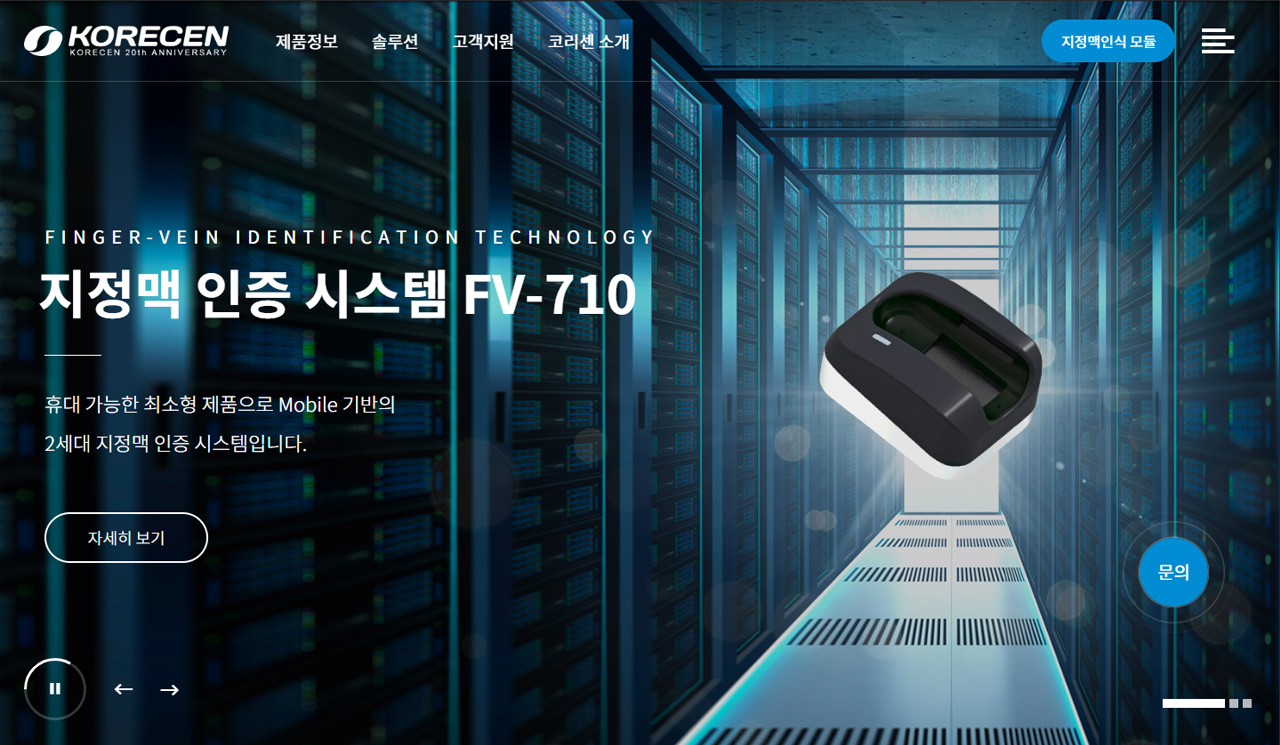 KORECEN
KORECEN 20th ANNIVERSARY
제품정보
솔루션
고객지원
코리센 소개
지정맥인식 모듈
FINGER-VEIN IDENTIFICATION TECHNOLOGY
지정맥 인증 시스템 FV-710
휴대 가능한 최소형 제품으로 Mobile 기반의
2세대 지정맥 인증 시스템입니다.
자세히 보기
문의